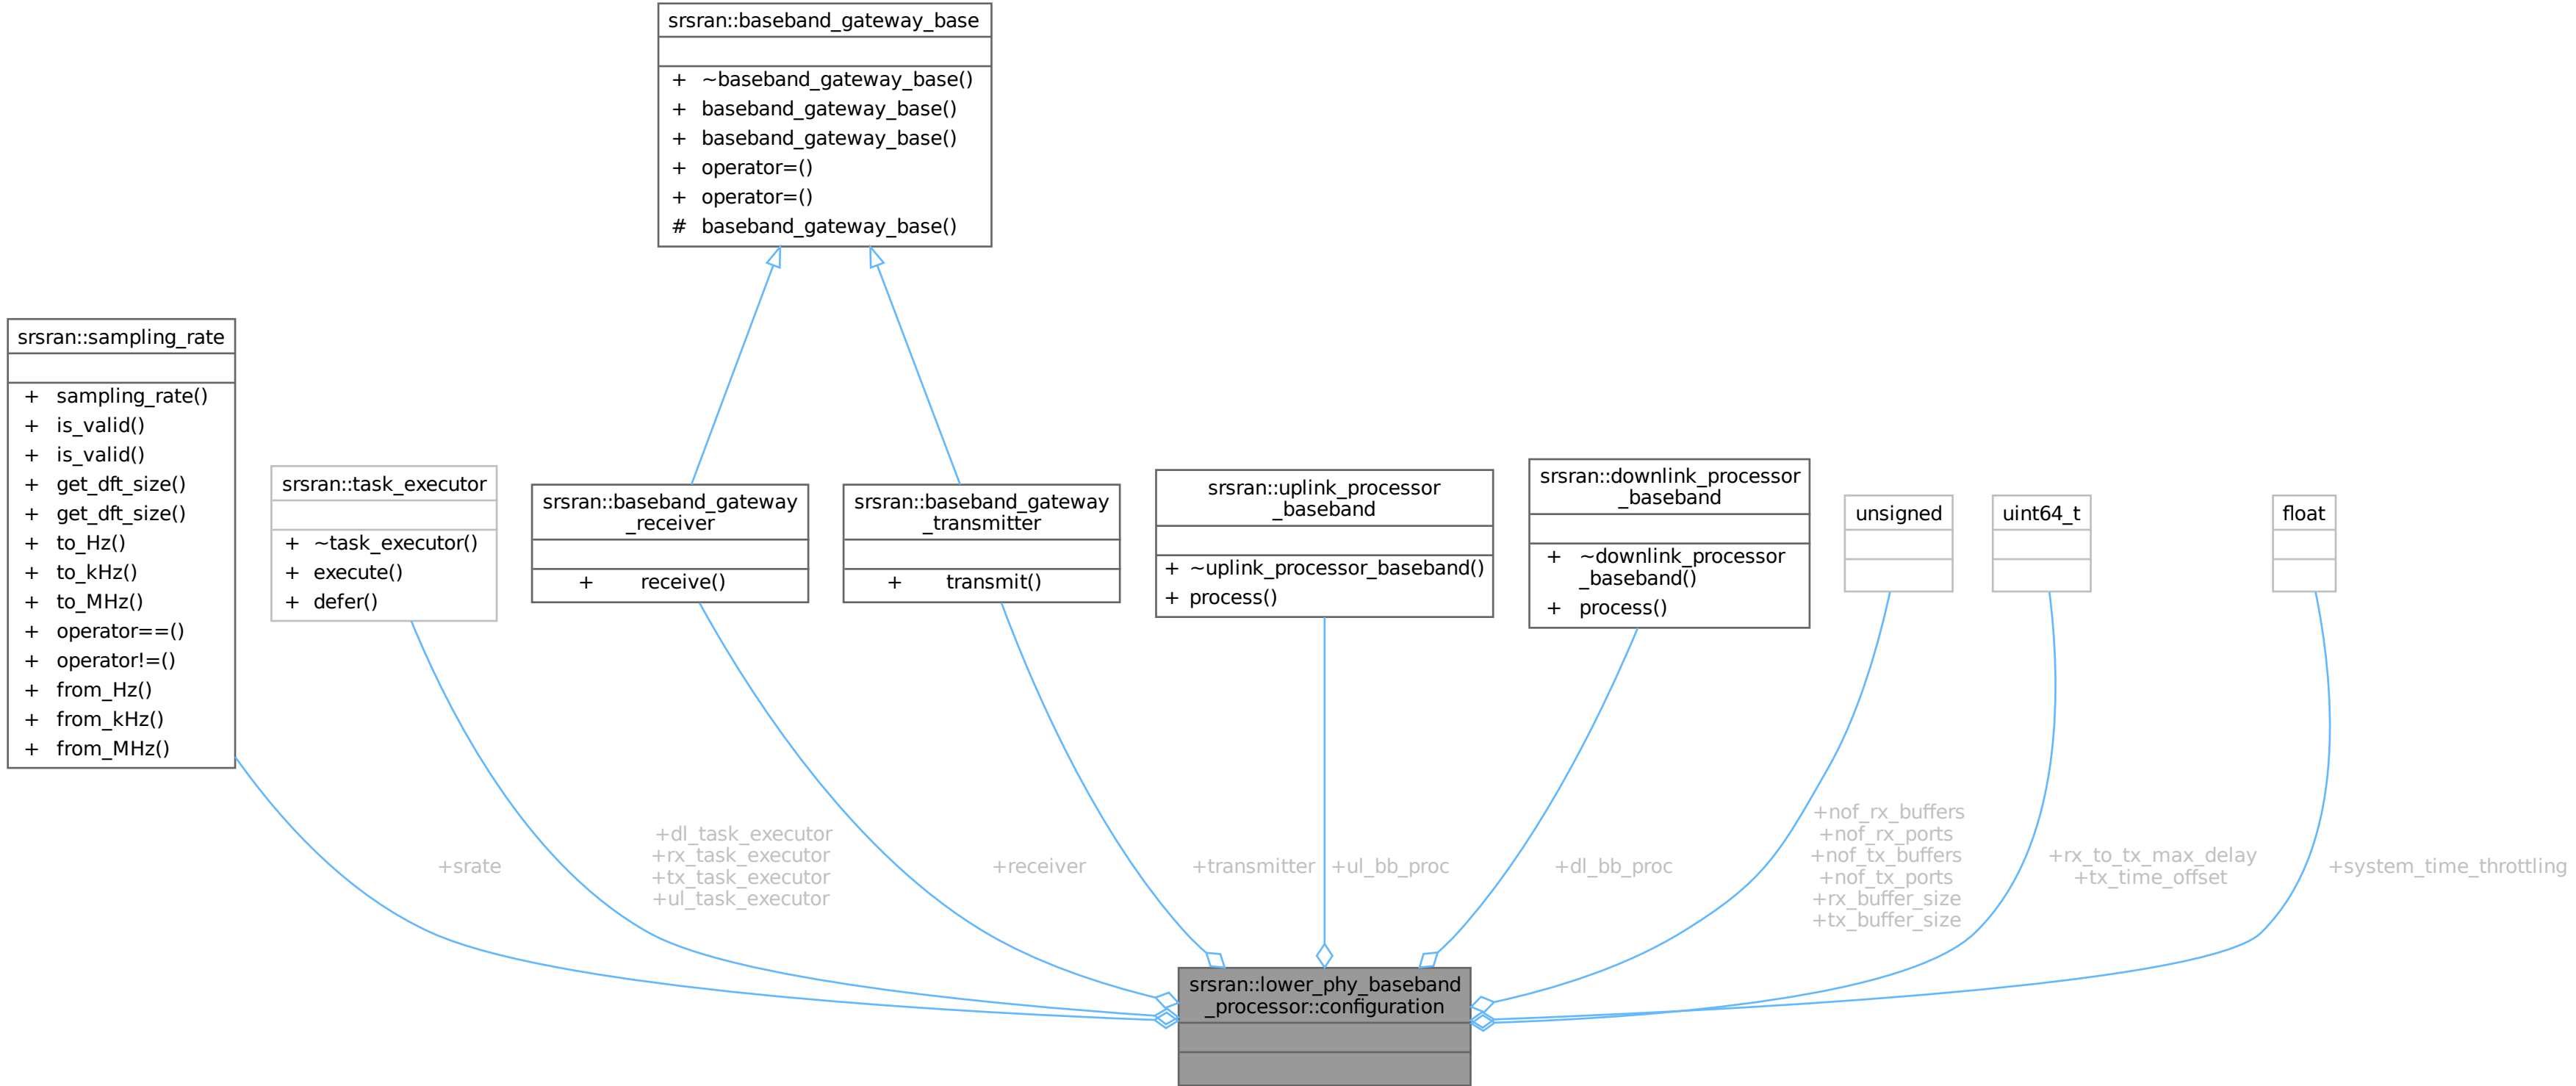 srsran::baseband_gateway_base
+ ~baseband_gateway_base()
+ baseband_gateway_base()
+ baseband_gateway_base()
+ operator=()
+ operator=()
# baseband_gateway_base()
srsran::sampling_rate
+ sampling_rate()
+ is_valid()
+ is_valid()
+ get_dft_size()
+ get_dft_size()
+ to_Hz()
+ to_kHz()
+ to_MHz()
+ operator==()
+ operator!=()
+ from_Hz()
+ from_kHz()
+ from_MHz()
srsran::task_executor
+ ~task_executor()
+ execute()
+ defer()
srsran::baseband_gateway
_receiver
+ receive()
srsran::baseband_gateway
_transmitter
+ transmit()
srsran::uplink_processor
_baseband
+ ~uplink_processor_baseband()
+ process()
srsran::downlink_processor
_baseband
+ ~downlink_processor
_baseband()
+ process()
unsigned
uint64_t
float
+srate
+dl_task_executor
+rx_task_executor
+tx_task_executor
+ul_task_executor
+receiver
+transmitter
+ul_bb_proc
+dl_bb_proc
+nof_rx_buffers
+nof_rx_ports
+nof_tx_buffers
+nof_tx_ports
+rx_buffer_size
+tx_buffer_size
+rx_to_tx_max_delay
+tx_time_offset
+system_time_throttling
srsran::lower_phy_baseband
_processor::configuration